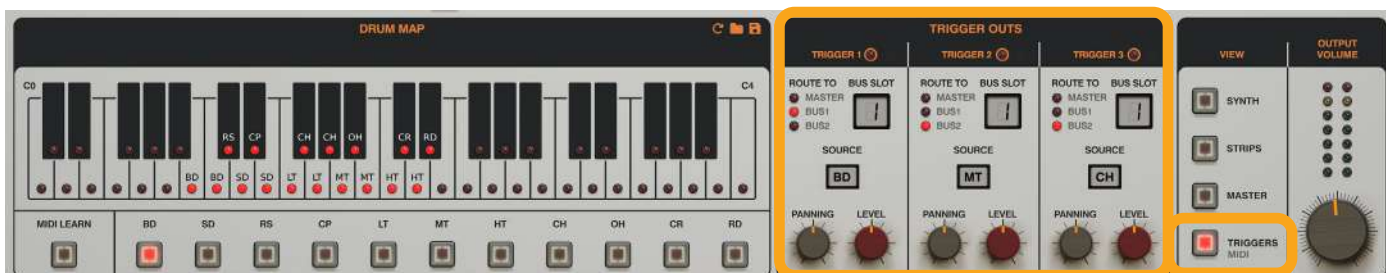 DRUM MAP
C0
C4
RS CP CH CH OH CR RD
BD BD SD SD LT LT MT MT HT HT
MIDI LEARN BD SD RS CP LT MT HT CH OH CR RD
TRIGGER OUTS
TRIGGER 1 TRIGGER 2 TRIGGER 3
ROUTE TO BUS SLOT ROUTE TO BUS SLOT ROUTE TO BUS SLOT
MASTER MASTER MASTER
BUS1 1 BUS1 1 BUS1 1
BUS2 BUS2 BUS2
SOURCE SOURCE SOURCE
BD MT CH
PANNING LEVEL PANNING LEVEL PANNING LEVEL
VIEW
SYNTH
STRIPS
MASTER
TRIGGERS
MIDI
OUTPUT
VOLUME